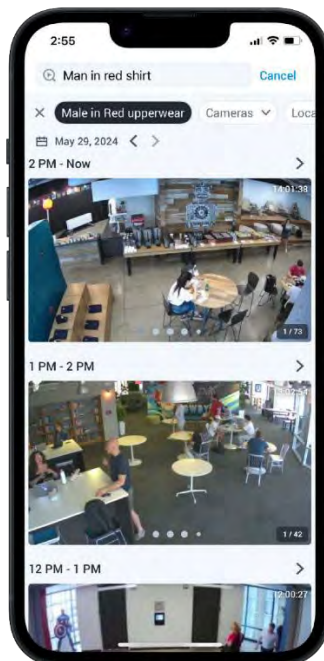 2:55
Man in red shirt
Cancel
Male in Red upperwear
Cameras
Loca
May 29, 2024
2 PM - Now
14:01:38
1 / 73
1 PM - 2 PM
1 / 42
12 PM - 1 PM
12:00:27